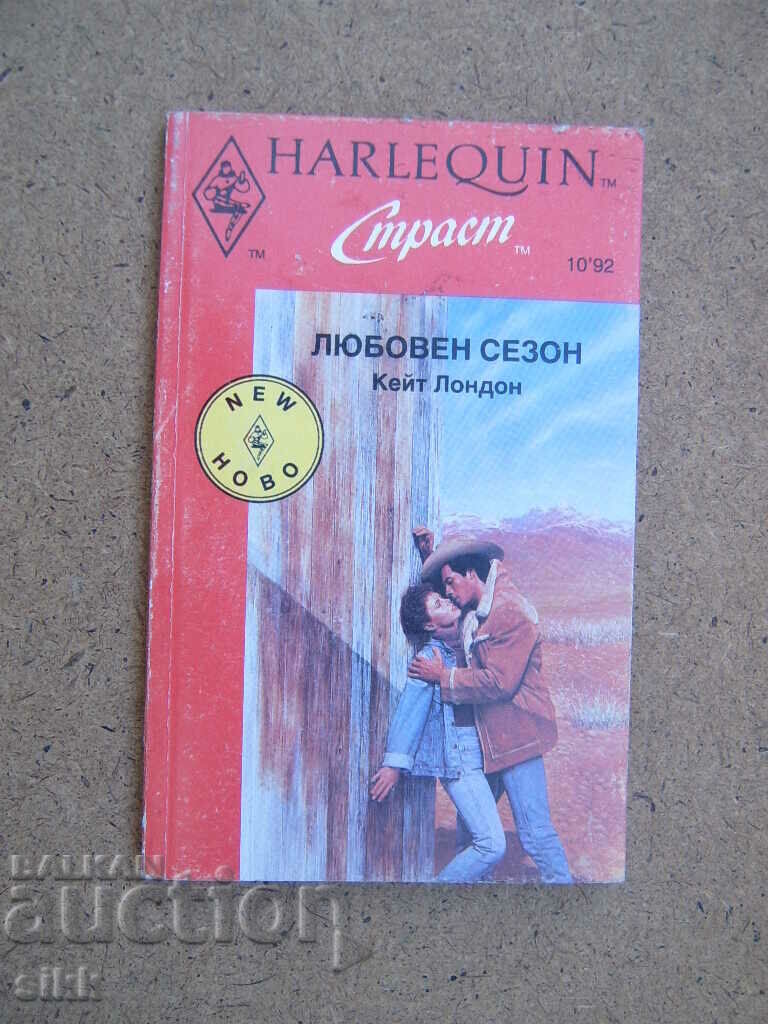 HARLEQUIN™
Страст™
™
10'92
ЛЮБОВЕН СЕЗОН
Кейт Лондон
NEW
НОВО
BALKAN
auction
sikk